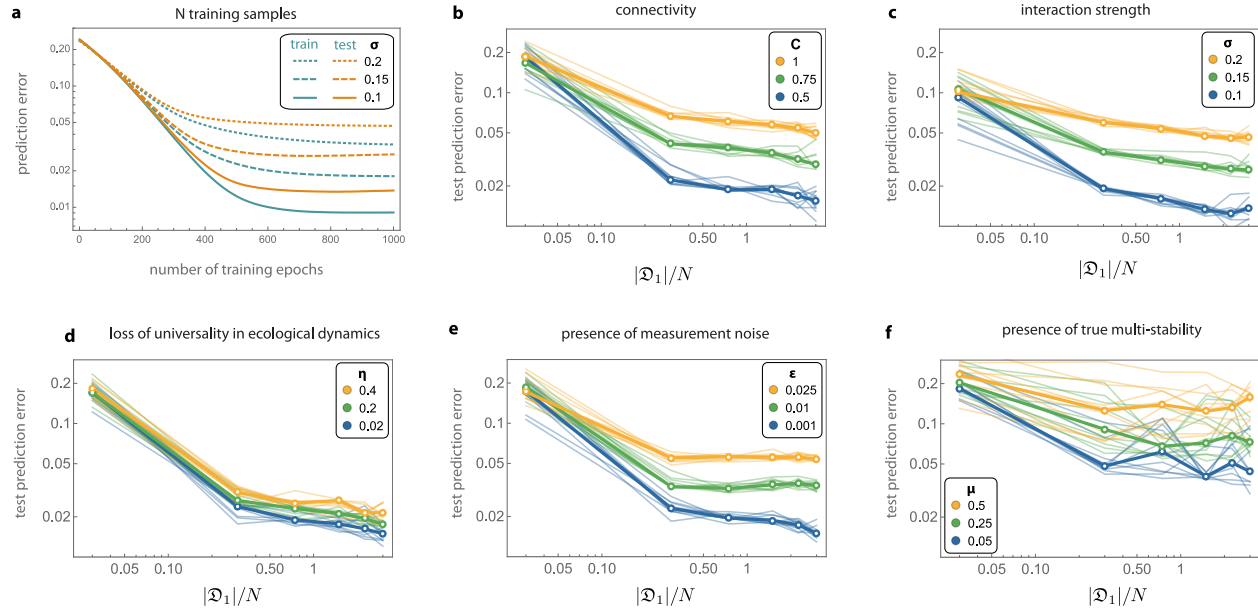 a
N training samples
train test σ
0.2
0.15
0.1
prediction error
0.20
0.10
0.05
0.02
0.01
0 200 400 600 800 1000
number of training epochs
b
connectivity
C
1
0.75
0.5
test prediction error
0.2
0.1
0.05
0.02
0.05 0.10 0.50 1
|𝔇₁|/N
c
interaction strength
σ
0.2
0.15
0.1
test prediction error
0.2
0.1
0.05
0.02
0.05 0.10 0.50 1
|𝔇₁|/N
d
loss of universality in ecological dynamics
η
0.4
0.2
0.02
test prediction error
0.2
0.1
0.05
0.02
0.05 0.10 0.50 1
|𝔇₁|/N
e
presence of measurement noise
ε
0.025
0.01
0.001
test prediction error
0.2
0.1
0.05
0.02
0.05 0.10 0.50 1
|𝔇₁|/N
f
presence of true multi-stability
μ
0.5
0.25
0.05
test prediction error
0.2
0.1
0.05
0.02
0.05 0.10 0.50 1
|𝔇₁|/N